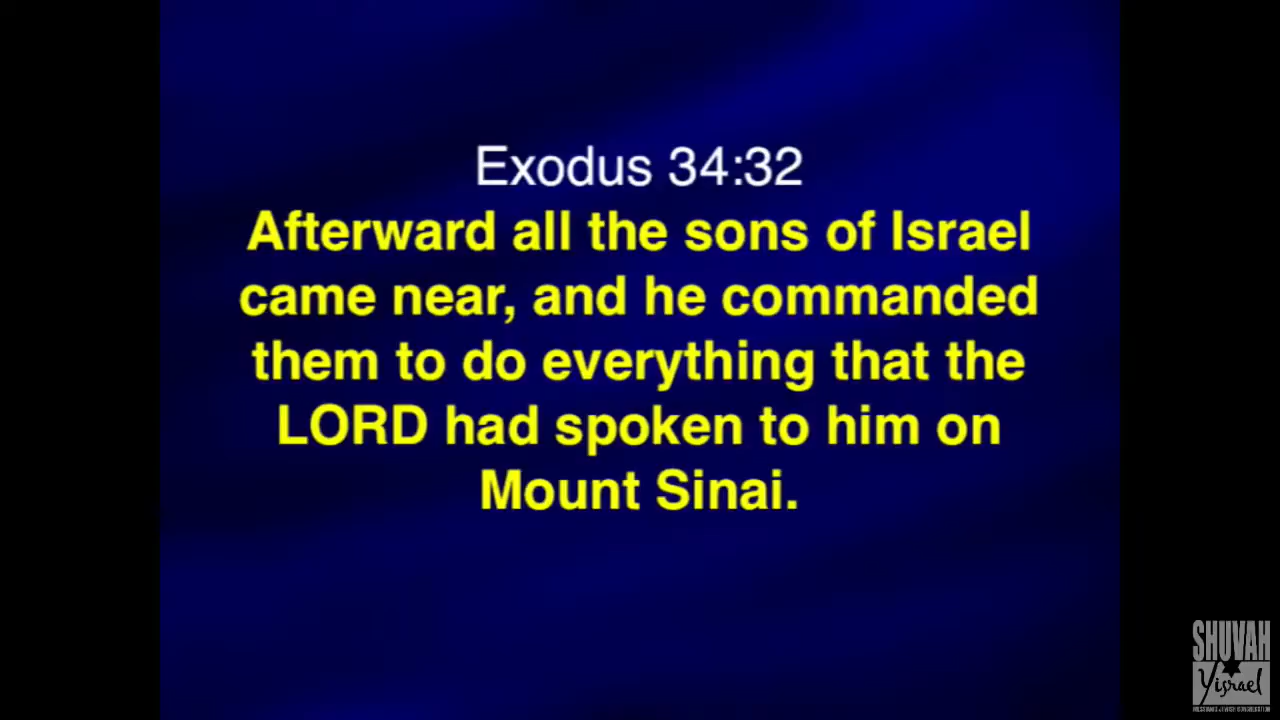 Exodus 34:32
Afterward all the sons of Israel
came near, and he commanded
them to do everything that the
LORD had spoken to him on
Mount Sinai.
SHUVAH
Yisrael